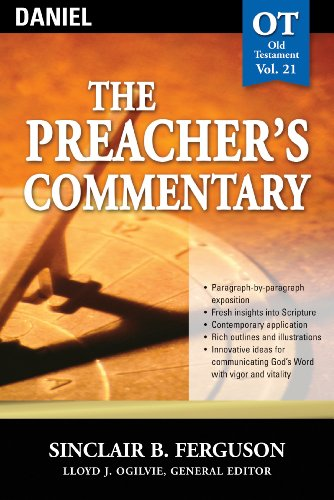 DANIEL
OT
Old
Testament
Vol. 21
THE
PREACHER'S
COMMENTARY
• Paragraph-by-paragraph
exposition
• Fresh insights into Scripture
• Contemporary application
• Rich outlines and illustrations
• Innovative ideas for
communicating God's Word
with vigor and vitality
SINCLAIR B. FERGUSON
LLOYD J. OGILVIE, GENERAL EDITOR